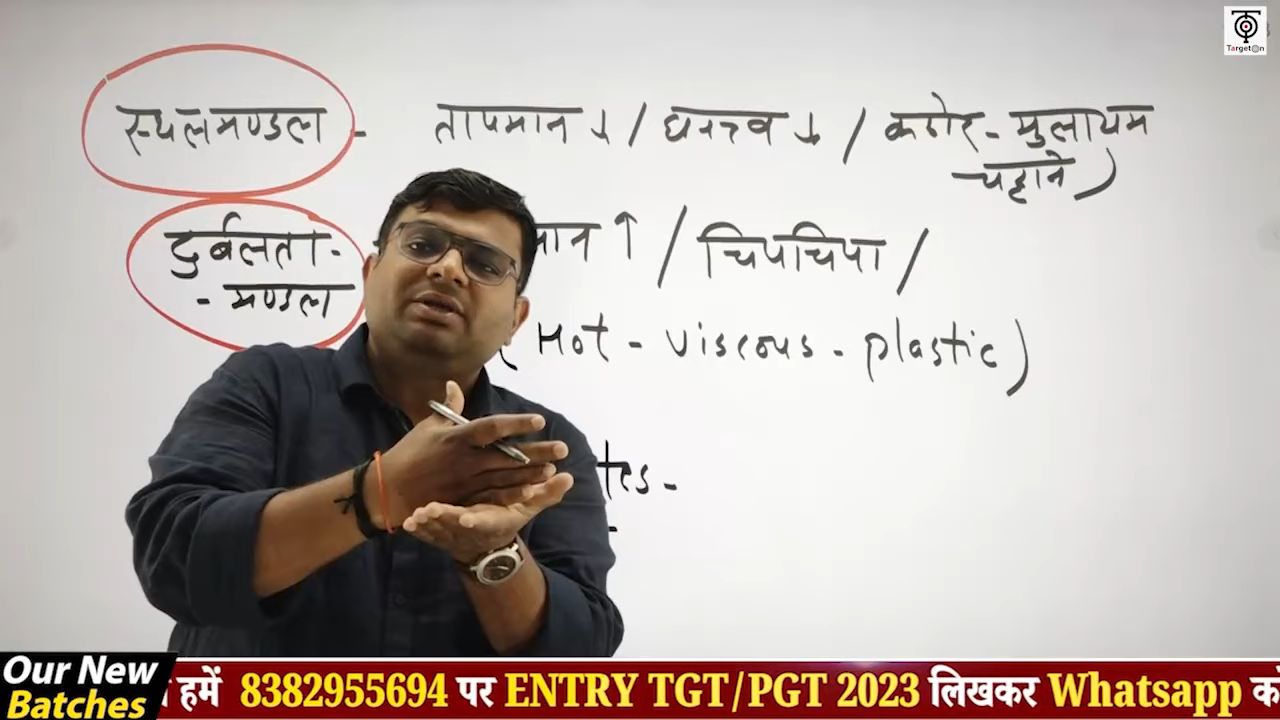 TargetOn
स्थलमण्डल - तापमान ↓ / घनत्व ↓ / कठोर - मुलायम
चट्टाने)
दुर्बलता - मान ↑ / चिपचिपा /
- मण्डल
( Hot - viscous - plastic )
tes -
Our New
Batches
हमें 8382955694 पर ENTRY TGT/PGT 2023 लिखकर Whatsapp क